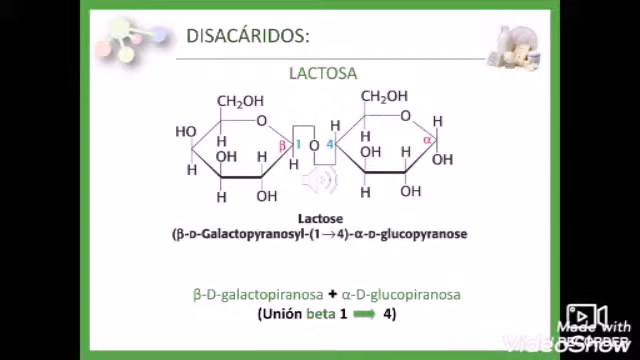 DISACÁRIDOS:
LACTOSA
CH₂OH
CH₂OH
HO
O
H
H
OH
H
H
OH
β
1
H
O
4
H
H
OH
H
H
OH
O
H
α
OH
Lactose
(β-D-Galactopyranosyl-(1→4)-α-D-glucopyranose
β-D-galactopiranosa + α-D-glucopiranosa
(Unión beta 1 ➡ 4)
Made with
RECORDER
VideoShow